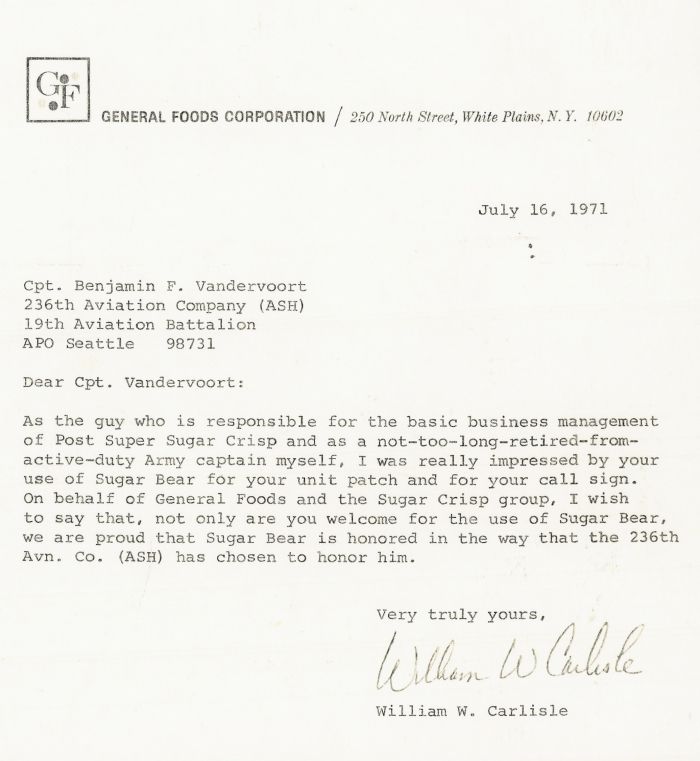 GF
GENERAL FOODS CORPORATION / 250 North Street, White Plains, N.Y. 10602
July 16, 1971
Cpt. Benjamin F. Vandervoort
236th Aviation Company (ASH)
19th Aviation Battalion
APO Seattle 98731
Dear Cpt. Vandervoort:
As the guy who is responsible for the basic business management
of Post Super Sugar Crisp and as a not-too-long-retired-from-
active-duty Army captain myself, I was really impressed by your
use of Sugar Bear for your unit patch and for your call sign.
On behalf of General Foods and the Sugar Crisp group, I wish
to say that, not only are you welcome for the use of Sugar Bear,
we are proud that Sugar Bear is honored in the way that the 236th
Avn. Co. (ASH) has chosen to honor him.
Very truly yours,
William W Carlisle
William W. Carlisle